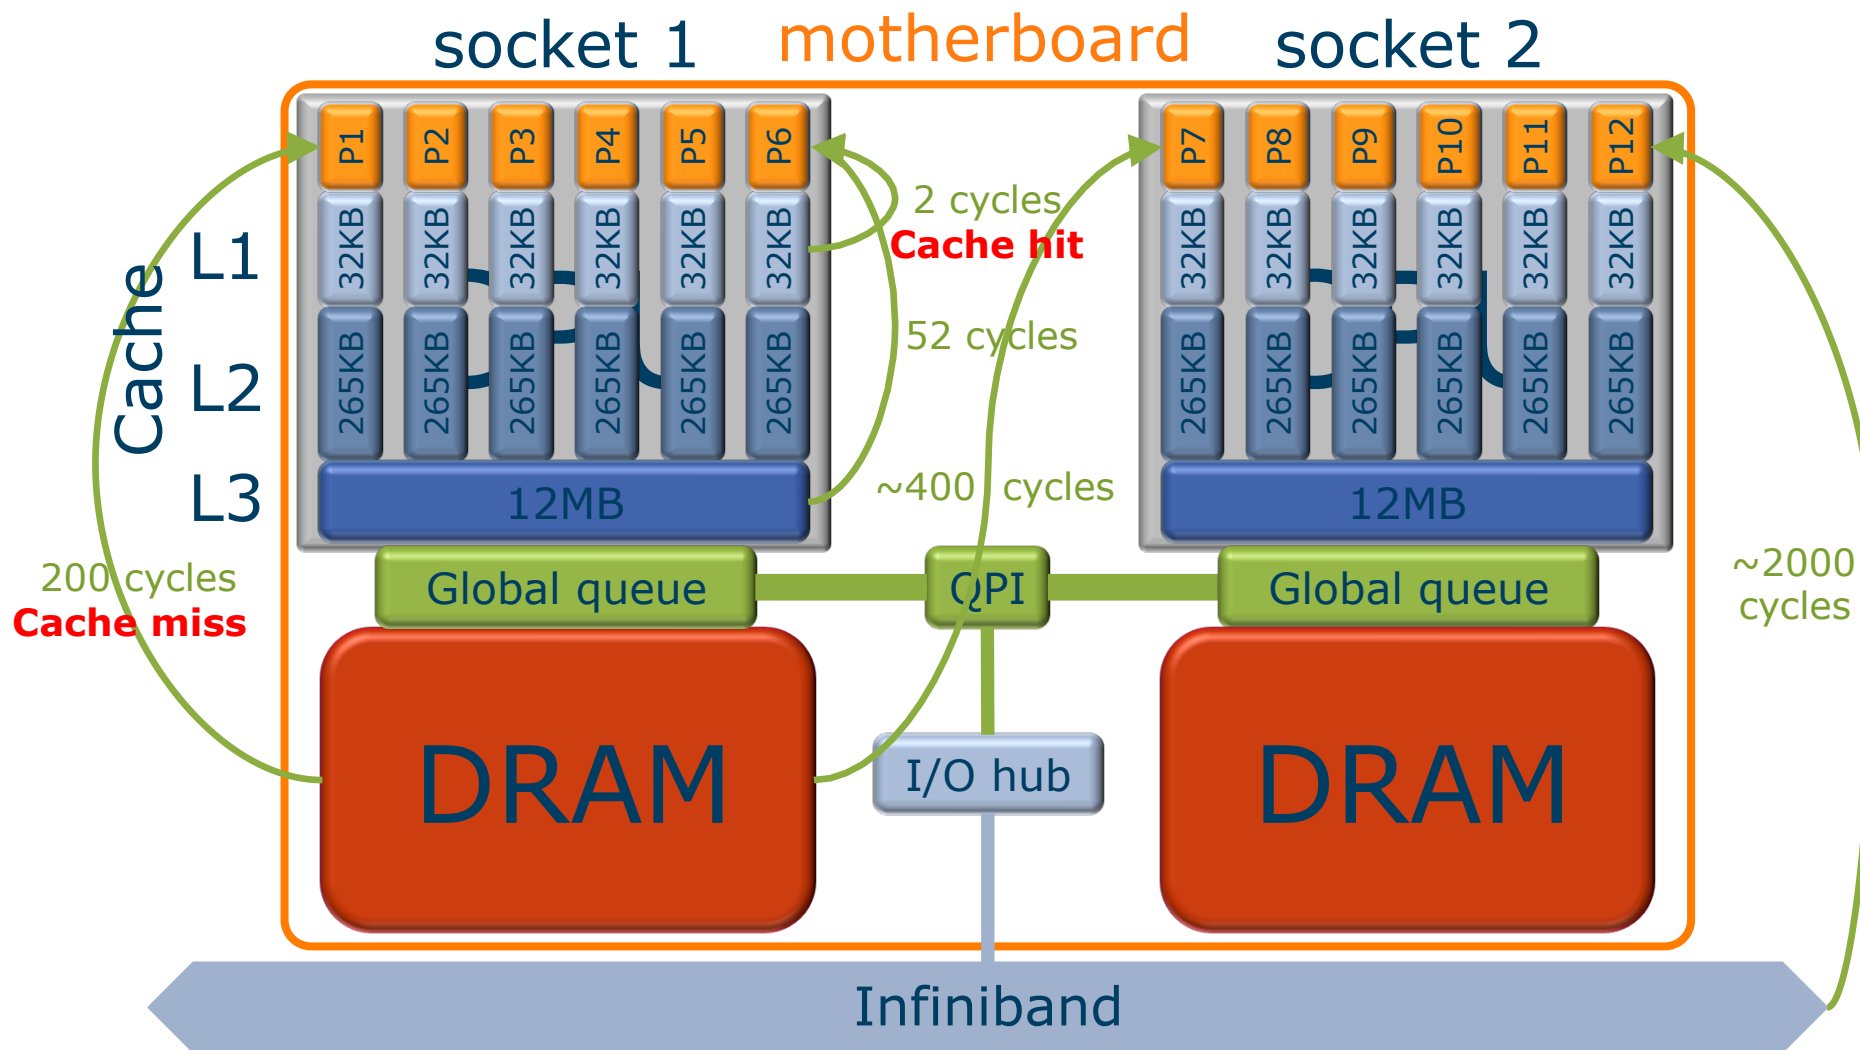 socket 1 motherboard socket 2
P1 P2 P3 P4 P5 P6 P7 P8 P9 P10 P11 P12
Cache
L1 32KB 32KB 32KB 32KB 32KB 32KB 32KB 32KB 32KB 32KB 32KB 32KB
2 cycles
Cache hit
52 cycles
L2 265KB 265KB 265KB 265KB 265KB 265KB 265KB 265KB 265KB 265KB 265KB 265KB
L3 12MB 12MB
~400 cycles
200 cycles
Cache miss
Global queue QPI Global queue
~2000
cycles
DRAM I/O hub DRAM
Infiniband